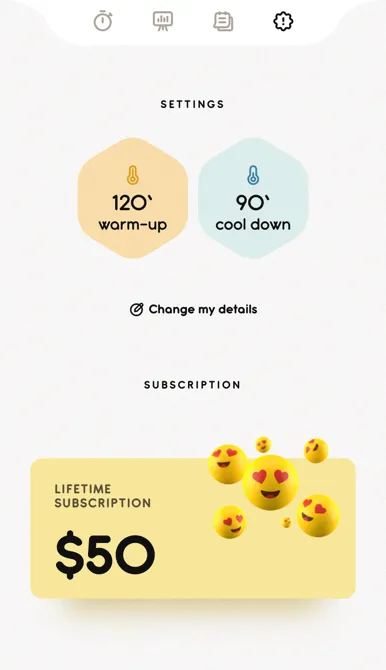 SETTINGS
120` 90`
warm-up cool down
Change my details
SUBSCRIPTION
LIFETIME
SUBSCRIPTION
$50